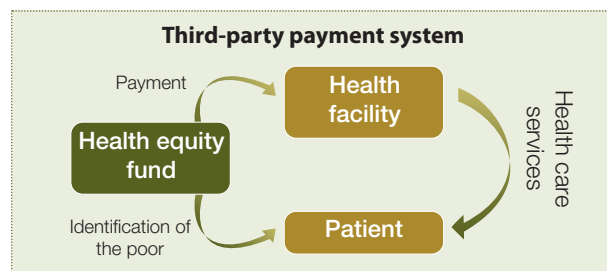 Third-party payment system
Payment
Health
facility
Health equity
fund
Health care
services
Identification of
the poor
Patient